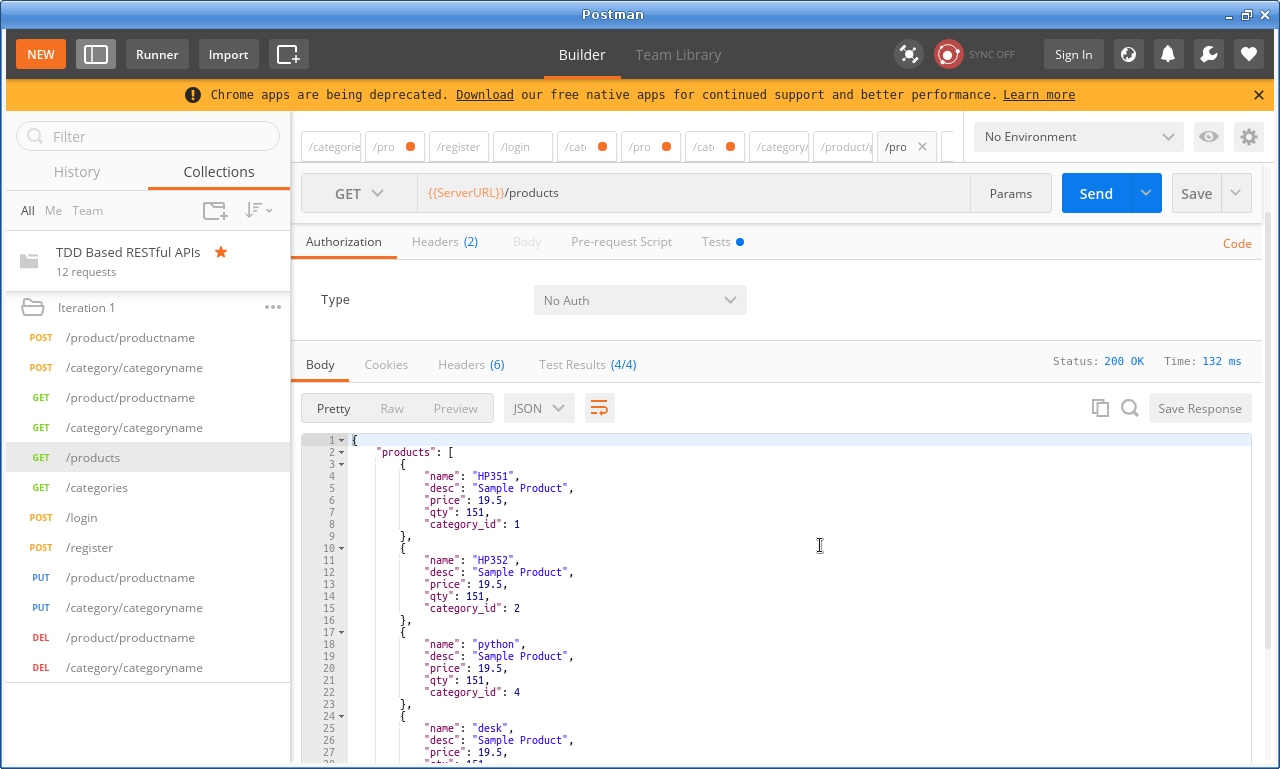 Postman
NEW
Runner
Import
Builder
Team Library
SYNC OFF
Sign In
Chrome apps are being deprecated. Download our free native apps for continued support and better performance. Learn more
Filter
History
Collections
All Me Team
TDD Based RESTful APIs
12 requests
Iteration 1
POST /product/productname
POST /category/categoryname
GET /product/productname
GET /category/categoryname
GET /products
GET /categories
POST /login
POST /register
PUT /product/productname
PUT /category/categoryname
DEL /product/productname
DEL /category/categoryname
/categorie /pro /register /login /cat /pro /cat /category/ /product/p /pro
No Environment
GET {{ServerURL}}/products Params Send Save
Authorization Headers (2) Body Pre-request Script Tests Code
Type No Auth
Body Cookies Headers (6) Test Results (4/4) Status: 200 OK Time: 132 ms
Pretty Raw Preview JSON Save Response
1 {
2 "products": [
3 {
4 "name": "HP351",
5 "desc": "Sample Product",
6 "price": 19.5,
7 "qty": 151,
8 "category_id": 1
9 },
10 {
11 "name": "HP352",
12 "desc": "Sample Product",
13 "price": 19.5,
14 "qty": 151,
15 "category_id": 2
16 },
17 {
18 "name": "python",
19 "desc": "Sample Product",
20 "price": 19.5,
21 "qty": 151,
22 "category_id": 4
23 },
24 {
25 "name": "desk",
26 "desc": "Sample Product",
27 "price": 19.5,